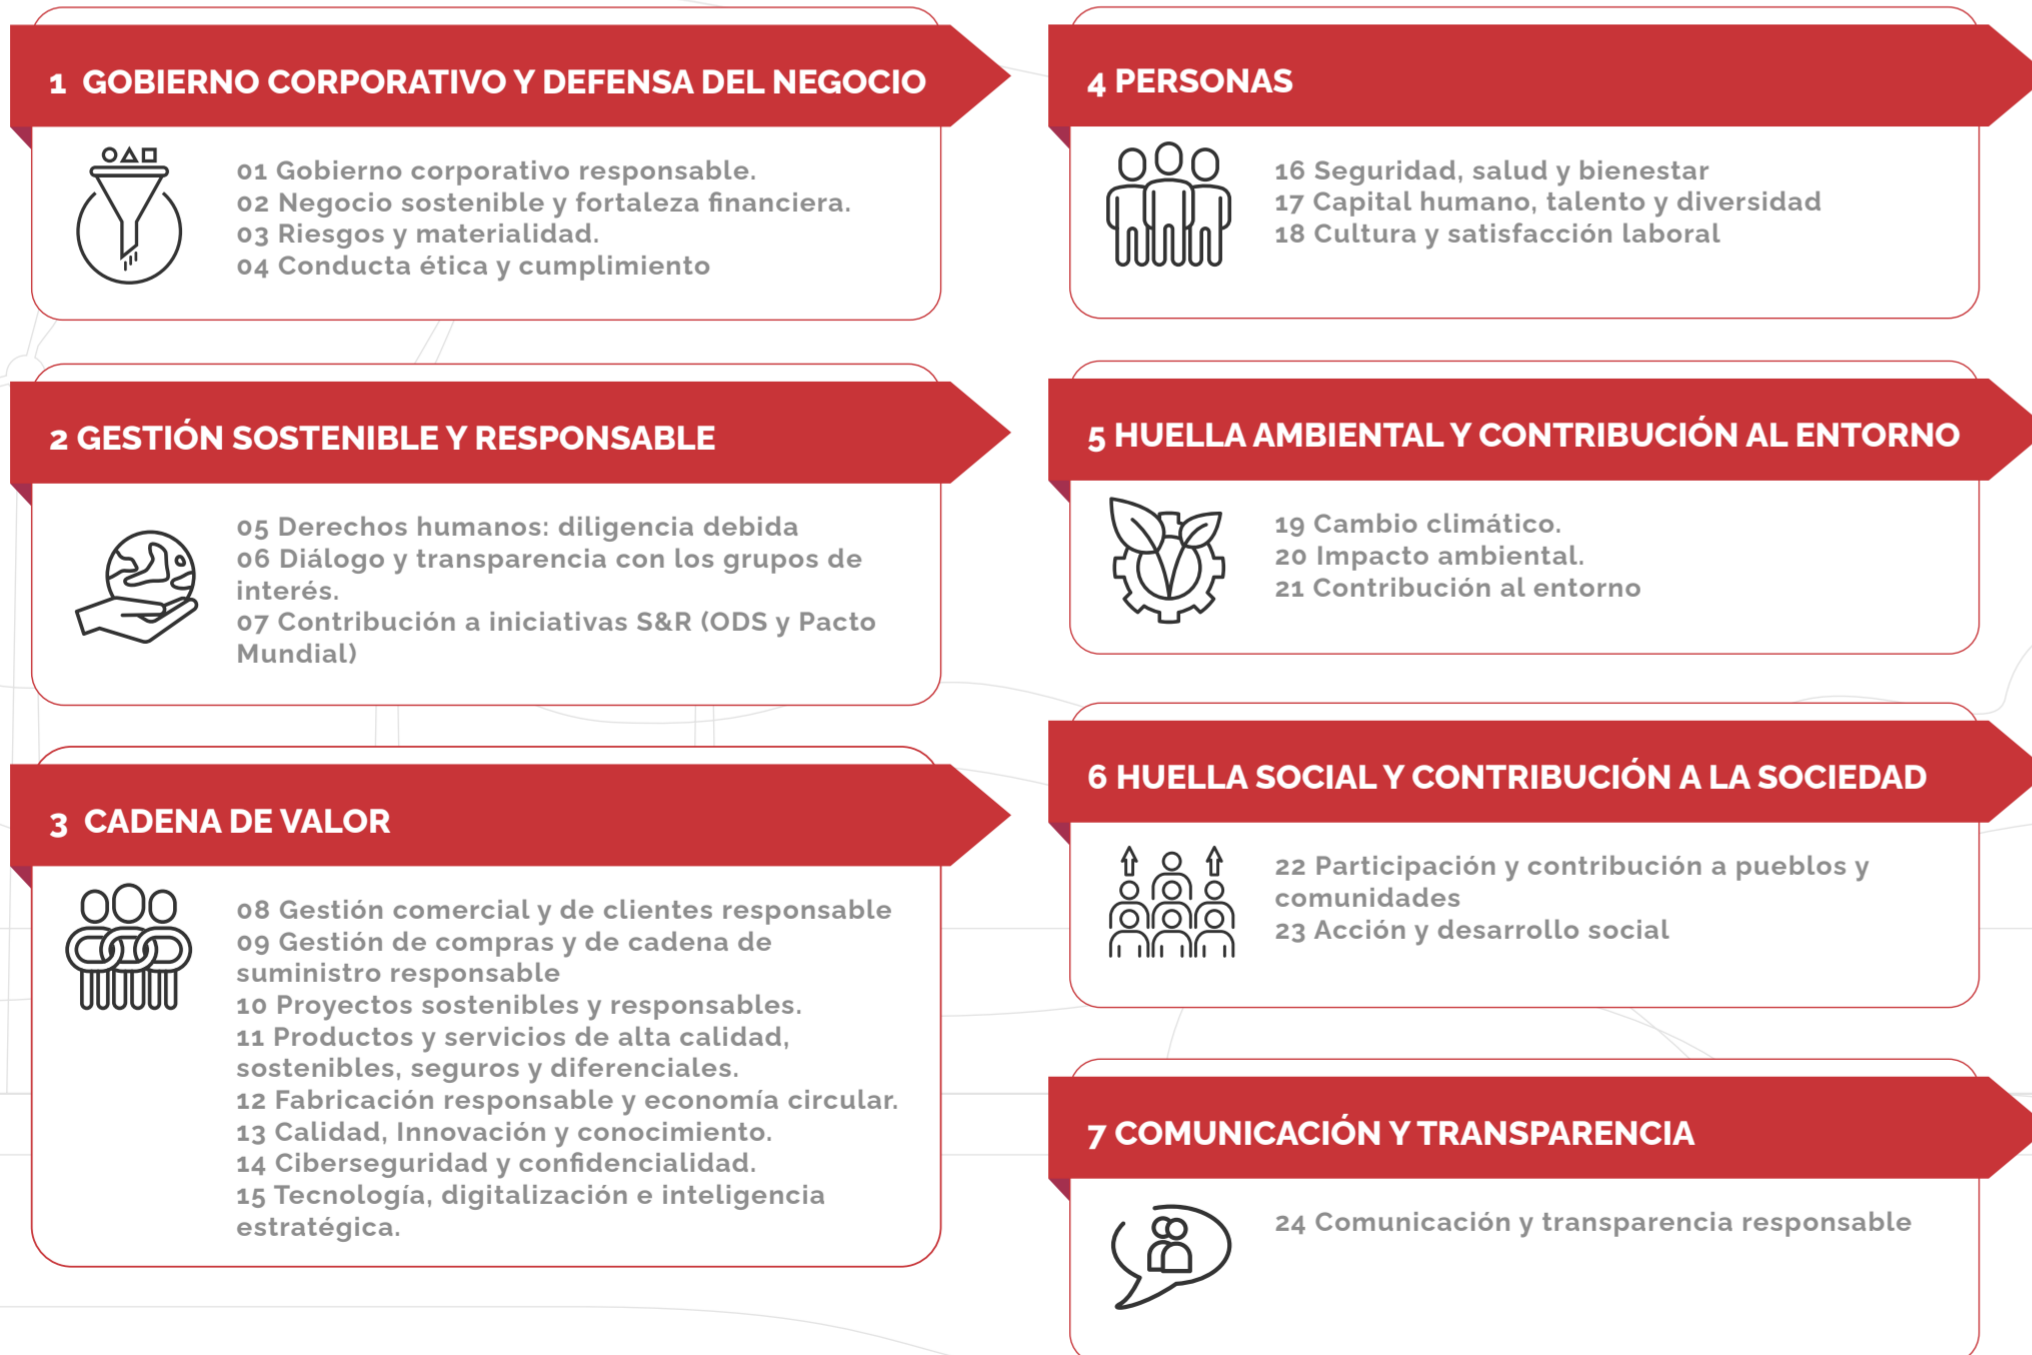 1 GOBIERNO CORPORATIVO Y DEFENSA DEL NEGOCIO
01 Gobierno corporativo responsable.
02 Negocio sostenible y fortaleza financiera.
03 Riesgos y materialidad.
04 Conducta ética y cumplimiento
2 GESTIÓN SOSTENIBLE Y RESPONSABLE
05 Derechos humanos: diligencia debida
06 Diálogo y transparencia con los grupos de
interés.
07 Contribución a iniciativas S&R (ODS y Pacto
Mundial)
3 CADENA DE VALOR
08 Gestión comercial y de clientes responsable
09 Gestión de compras y de cadena de
suministro responsable
10 Proyectos sostenibles y responsables.
11 Productos y servicios de alta calidad,
sostenibles, seguros y diferenciales.
12 Fabricación responsable y economía circular.
13 Calidad, Innovación y conocimiento.
14 Ciberseguridad y confidencialidad.
15 Tecnología, digitalización e inteligencia
estratégica.
4 PERSONAS
16 Seguridad, salud y bienestar
17 Capital humano, talento y diversidad
18 Cultura y satisfacción laboral
5 HUELLA AMBIENTAL Y CONTRIBUCIÓN AL ENTORNO
19 Cambio climático.
20 Impacto ambiental.
21 Contribución al entorno
6 HUELLA SOCIAL Y CONTRIBUCIÓN A LA SOCIEDAD
22 Participación y contribución a pueblos y
comunidades
23 Acción y desarrollo social
7 COMUNICACIÓN Y TRANSPARENCIA
24 Comunicación y transparencia responsable